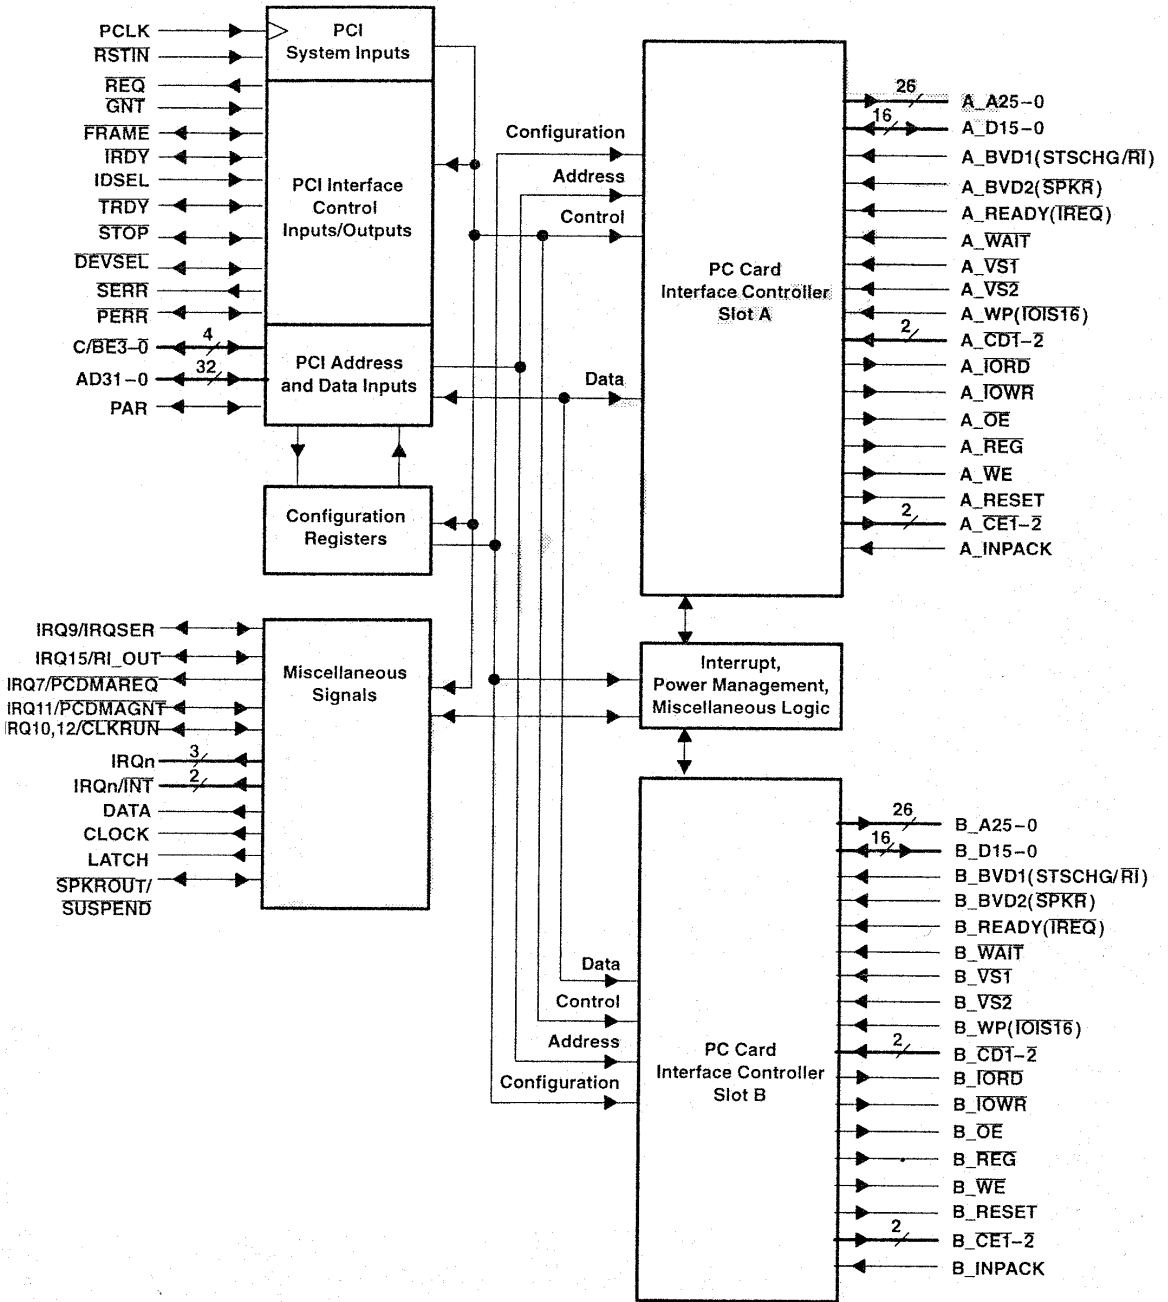 PCLK
RSTIN
REQ
GNT
FRAME
IRDY
IDSEL
TRDY
STOP
DEVSEL
SERR
PERR
C/BE3-0
4
AD31-0
32
PAR
PCI
System Inputs
PCI Interface
Control
Inputs/Outputs
PCI Address
and Data Inputs
Configuration
Registers
IRQ9/IRQSER
IRQ15/RI_OUT
IRQ7/PCDMAREQ
IRQ11/PCDMAGNT
IRQ10,12/CLKRUN
IRQn
3
IRQn/INT
2
DATA
CLOCK
LATCH
SPKROUT/
SUSPEND
Miscellaneous
Signals
Configuration
Address
Control
Data
PC Card
Interface Controller
Slot A
26
A_A25-0
16
A_D15-0
A_BVD1(STSCHG/RI)
A_BVD2(SPKR)
A_READY(IREQ)
A_WAIT
A_VS1
A_VS2
A_WP(IOIS16)
2
A_CD1-2
A_IORD
A_IOWR
A_OE
A_REG
A_WE
A_RESET
2
A_CE1-2
A_INPACK
Interrupt,
Power Management,
Miscellaneous Logic
Data
Control
Address
Configuration
PC Card
Interface Controller
Slot B
26
B_A25-0
16
B_D15-0
B_BVD1(STSCHG/RI)
B_BVD2(SPKR)
B_READY(IREQ)
B_WAIT
B_VS1
B_VS2
B_WP(IOIS16)
2
B_CD1-2
B_IORD
B_IOWR
B_OE
B_REG
B_WE
B_RESET
2
B_CE1-2
B_INPACK